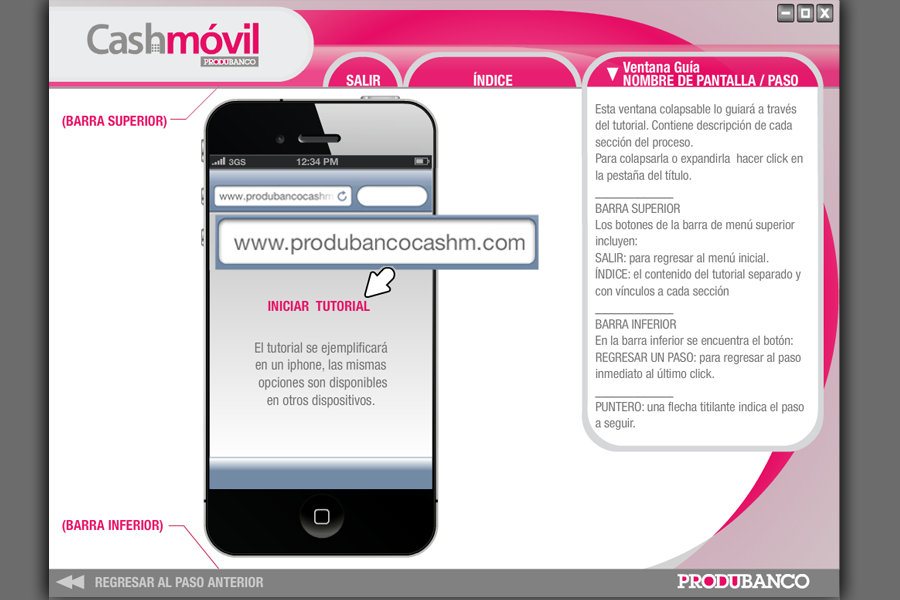 Cashmóvil
PRODUBANCO
SALIR
ÍNDICE
Ventana Guía
NOMBRE DE PANTALLA / PASO
(BARRA SUPERIOR)
3GS
12:34 PM
www.produbancocashm
www.produbancocashm.com
INICIAR TUTORIAL
El tutorial se ejemplificará
en un iphone, las mismas
opciones son disponibles
en otros dispositivos.
Esta ventana colapsable lo guiará a través
del tutorial. Contiene descripción de cada
sección del proceso.
Para colapsarla o expandirla hacer click en
la pestaña del título.
BARRA SUPERIOR
Los botones de la barra de menú superior
incluyen:
SALIR: para regresar al menú inicial.
ÍNDICE: el contenido del tutorial separado y
con vínculos a cada sección
BARRA INFERIOR
En la barra inferior se encuentra el botón:
REGRESAR UN PASO: para regresar al paso
inmediato al último click.
PUNTERO: una flecha titilante indica el paso
a seguir.
(BARRA INFERIOR)
REGRESAR AL PASO ANTERIOR
PRODUBANCO